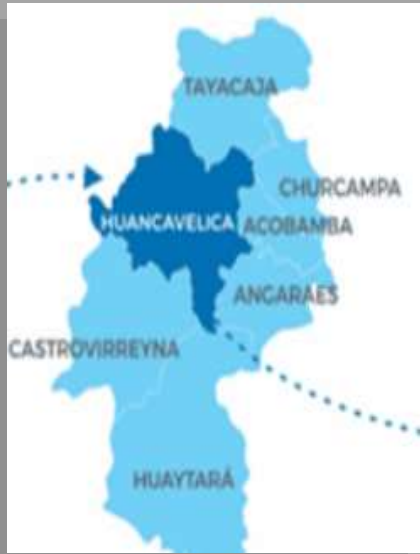 TAYACAJA
CHURCAMPA
HUANCAVELICA
ACOBAMBA
ANGARAES
CASTROVIRREYNA
HUAYTARÁ